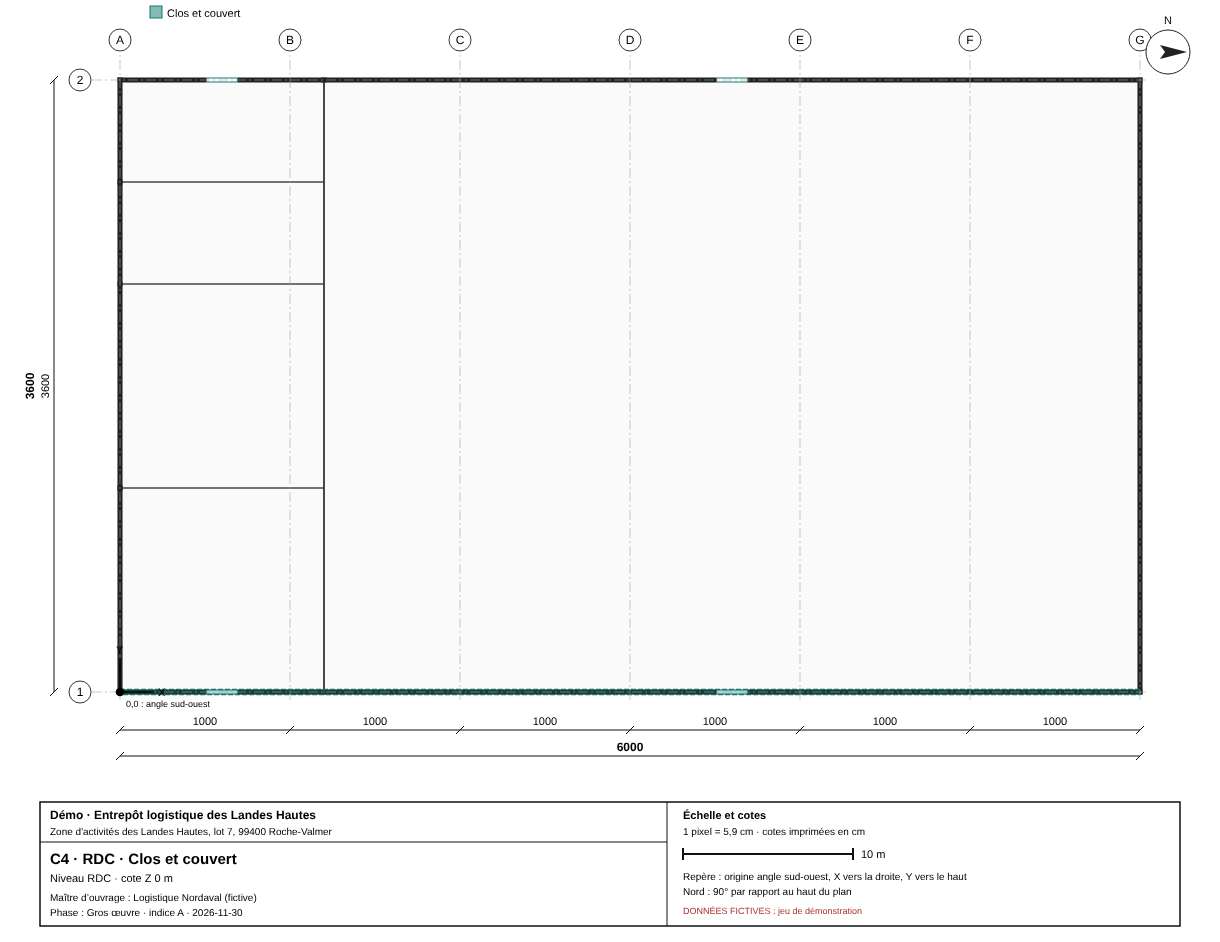 Clos et couvert
N
A B C D E F G
2
3600
3600
Y
1
X
0,0 : angle sud-ouest
1000 1000 1000 1000 1000 1000
6000
Démo · Entrepôt logistique des Landes Hautes
Zone d'activités des Landes Hautes, lot 7, 99400 Roche-Valmer
C4 · RDC · Clos et couvert
Niveau RDC · cote Z 0 m
Maître d'ouvrage : Logistique Nordaval (fictive)
Phase : Gros œuvre · indice A · 2026-11-30
Échelle et cotes
1 pixel = 5,9 cm · cotes imprimées en cm
10 m
Repère : origine angle sud-ouest, X vers la droite, Y vers le haut
Nord : 90° par rapport au haut du plan
DONNÉES FICTIVES : jeu de démonstration